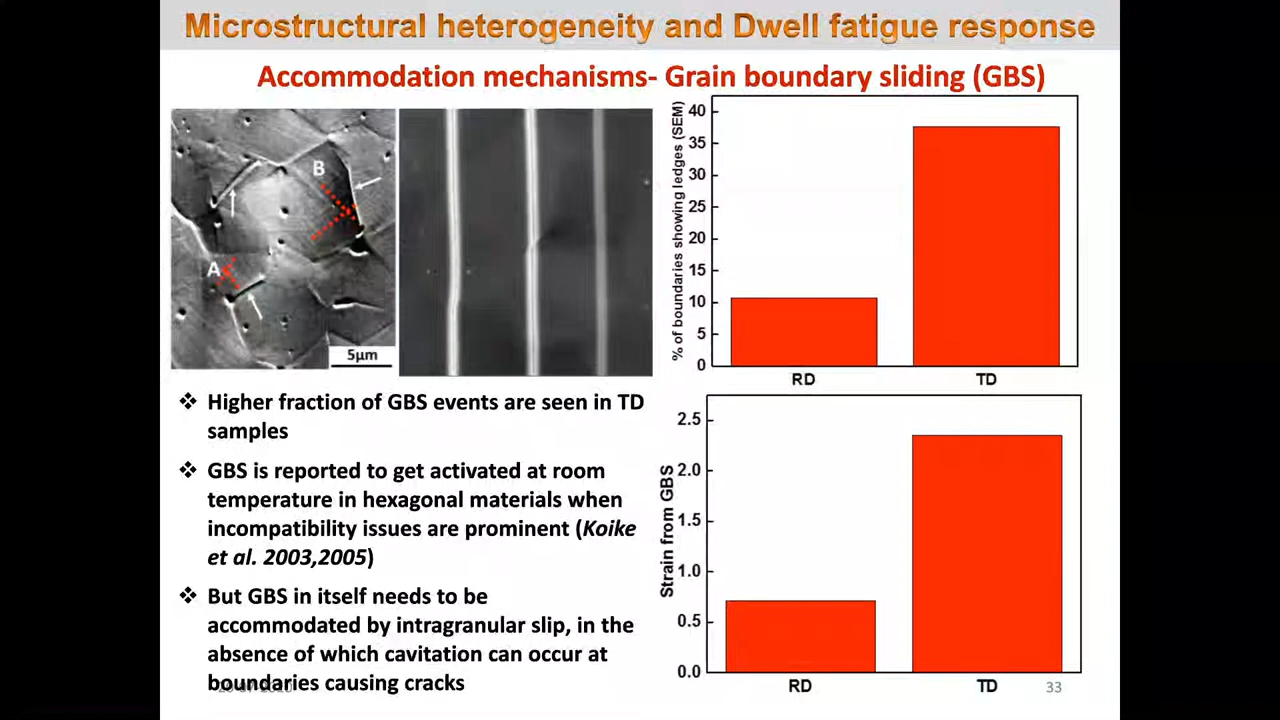 Microstructural heterogeneity and Dwell fatigue response
Accommodation mechanisms- Grain boundary sliding (GBS)
B
A
5µm
% of boundaries showing ledges (SEM)
40
35
30
25
20
15
10
5
0
RD
TD
❖ Higher fraction of GBS events are seen in TD
samples
❖ GBS is reported to get activated at room
temperature in hexagonal materials when
incompatibility issues are prominent (Koike
et al. 2003,2005)
❖ But GBS in itself needs to be
accommodated by intragranular slip, in the
absence of which cavitation can occur at
boundaries causing cracks
Strain from GBS
2.5
2.0
1.5
1.0
0.5
0.0
RD
TD
33